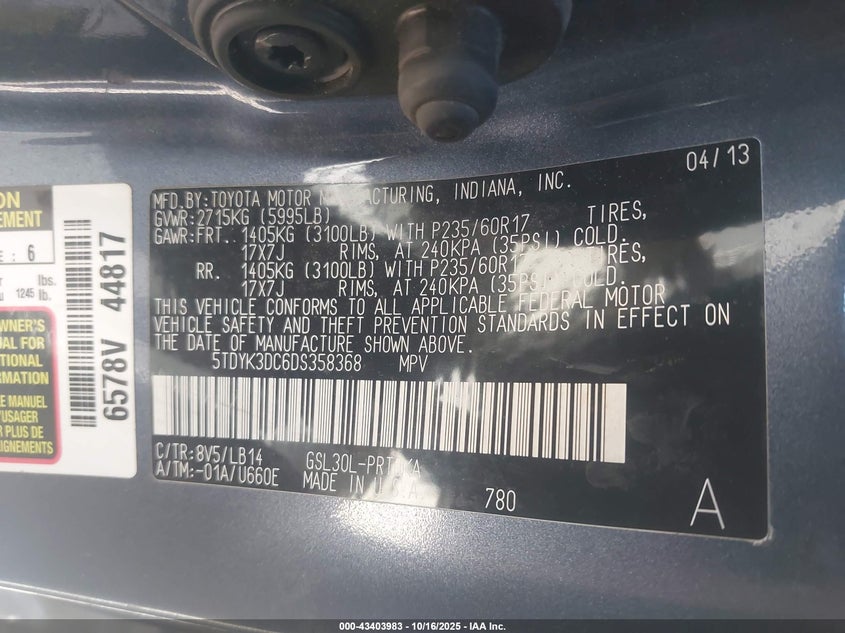 04/13
MFD.BY:TOYOTA MOTOR FACTURING, INDIANA, INC.
GVWR:2715KG (5995LB)
GAWR:FRT. 1405KG (3100LB) WITH P235/60R17 TIRES,
17X7J RIMS, AT 240KPA (35PSI) COLD.
RR. 1405KG (3100LB) WITH P235/60R17
17X7J RIMS, AT 240KPA COLD.
THIS VEHICLE CONFORMS TO ALL APPLICABLE FEDERAL MOTOR
VEHICLE SAFETY AND THEFT PREVENTION STANDARDS IN EFFECT ON
THE DATE OF MANUFACTURE SHOWN ABOVE.
5TDYK3DC6DS358368 MPV
C/TR:8V5/LB14
A/TM:-01A/U660E
GSL30L-
MADE IN
780
A
ON
EMENT
: 6
r lbs.
u 1245 lb.
OWNER'S
UAL FOR
TIONAL
RMATION
E MANUEL
'USAGER
R PLUS DE
IGNEMENTS
6578V 44817
000-43403983 - 10/16/2025 - IAA Inc.